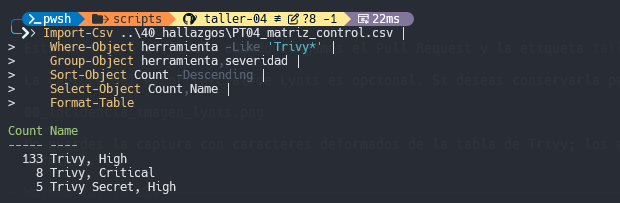 pwsh scripts taller-04 ≢ ?8 -1 22ms
Import-Csv ..\40_hallazgos\PT04_matriz_control.csv |
> Where-Object herramienta -Like 'Trivy*' |
> Group-Object herramienta,severidad |
> Sort-Object Count -Descending |
> Select-Object Count,Name |
> Format-Table
Count Name
----- ----
133 Trivy, High
8 Trivy, Critical
5 Trivy Secret, High